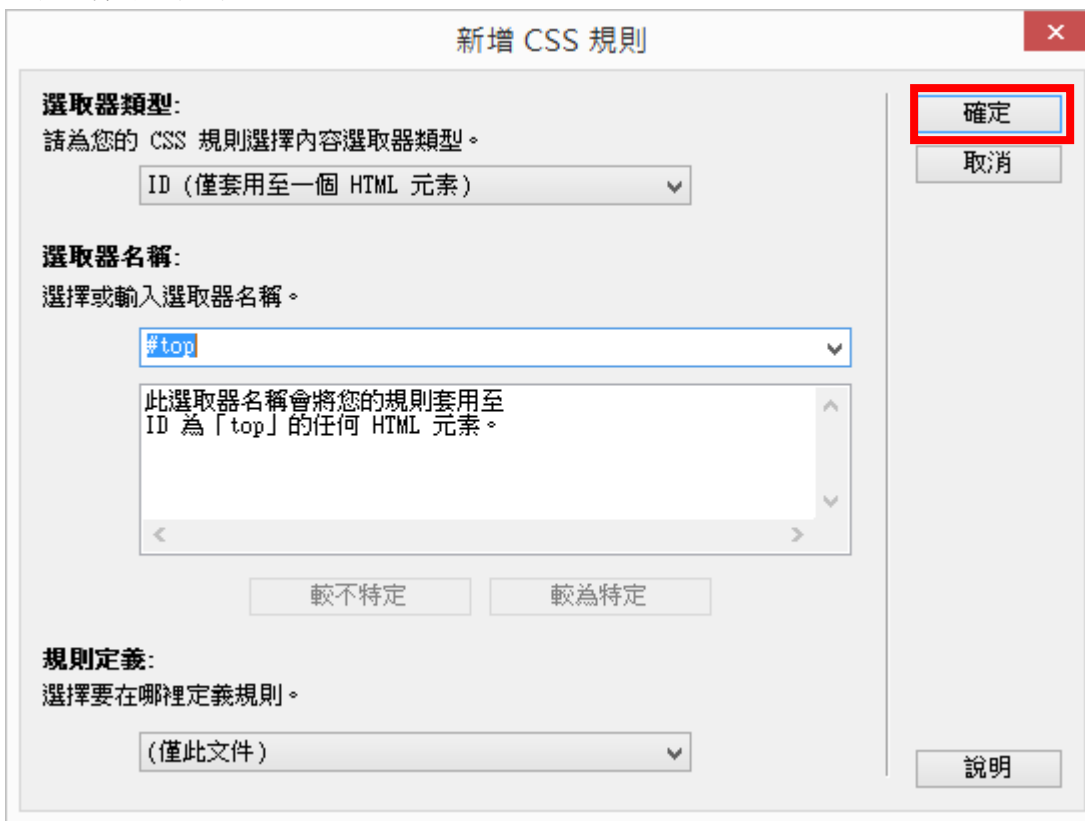 新增 CSS 規則
選取器類型:
請為您的 CSS 規則選擇內容選取器類型。
ID (僅套用至一個 HTML 元素)
選取器名稱:
選擇或輸入選取器名稱。
#top
此選取器名稱會將您的規則套用至
ID 為「top」的任何 HTML 元素。
較不特定
較為特定
規則定義:
選擇要在哪裡定義規則。
(僅此文件)
確定
取消
說明